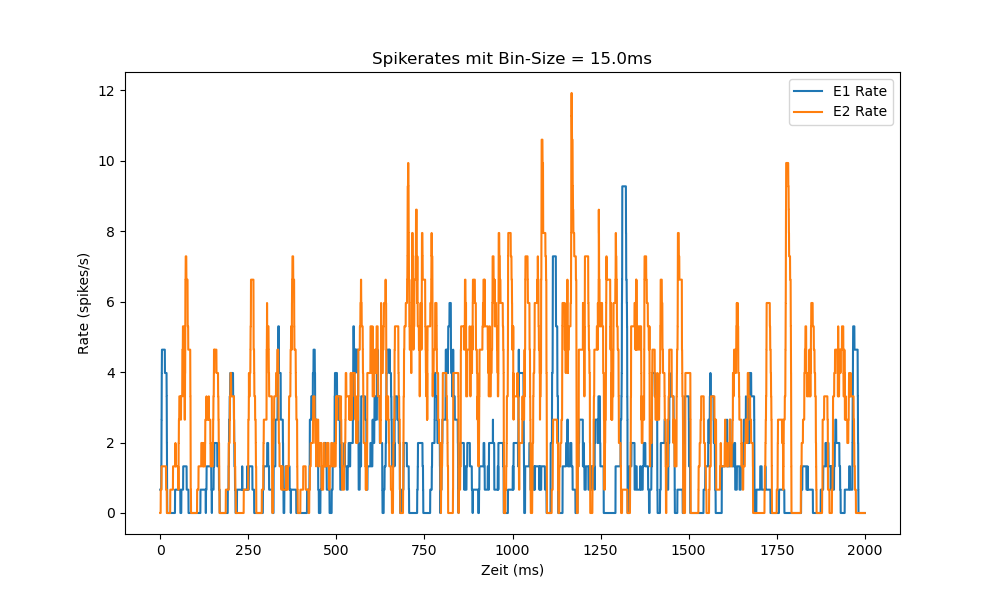 Spikerates mit Bin-Size = 15.0ms
E1 Rate
E2 Rate
12
10
8
6
4
2
0
Rate (spikes/s)
0 250 500 750 1000 1250 1500 1750 2000
Zeit (ms)